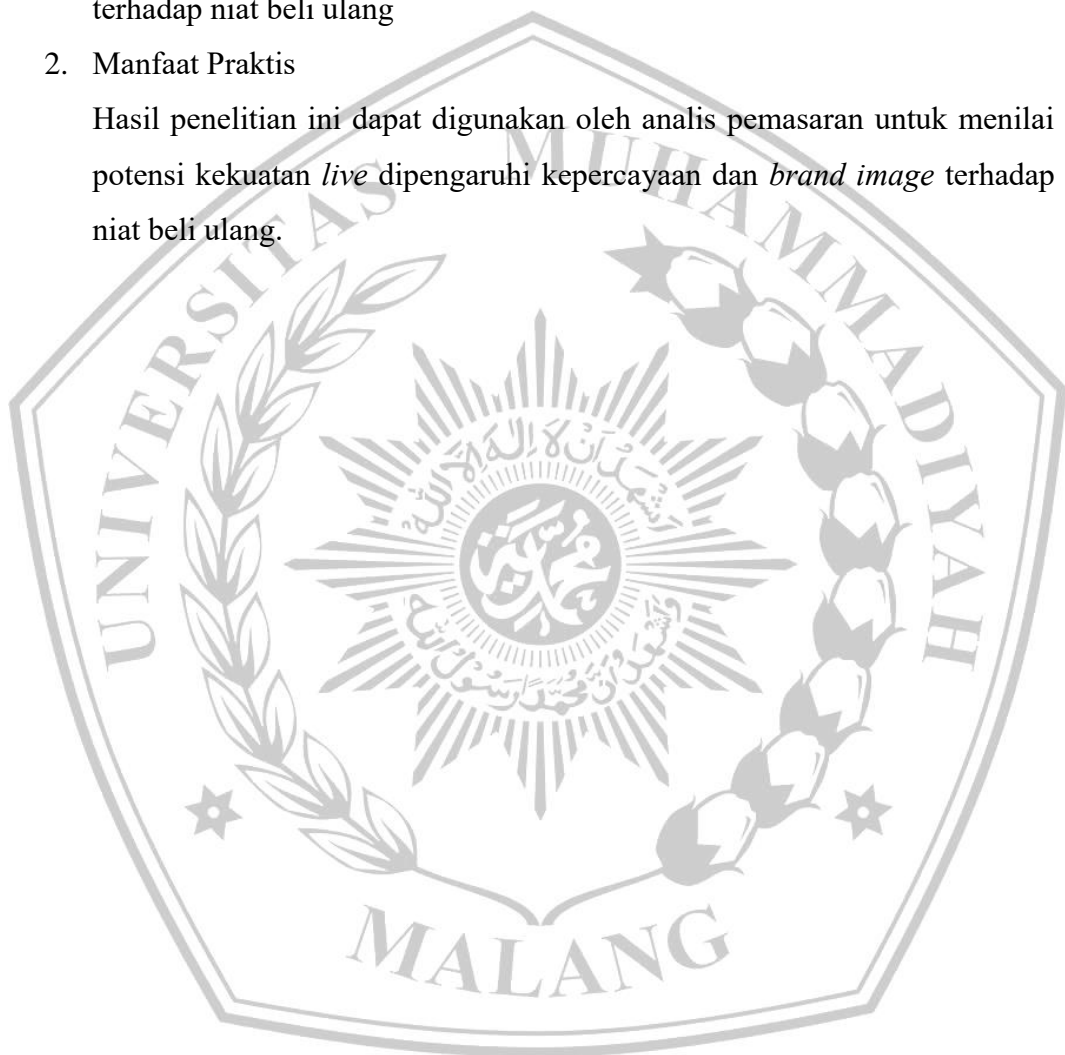 terhadap niat beli ulang
2. Manfaat Praktis
Hasil penelitian ini dapat digunakan oleh analis pemasaran untuk menilai
potensi kekuatan live dipengaruhi kepercayaan dan brand image terhadap
niat beli ulang.
UNIVERSITAS MUHAMMADIYAH
MALANG